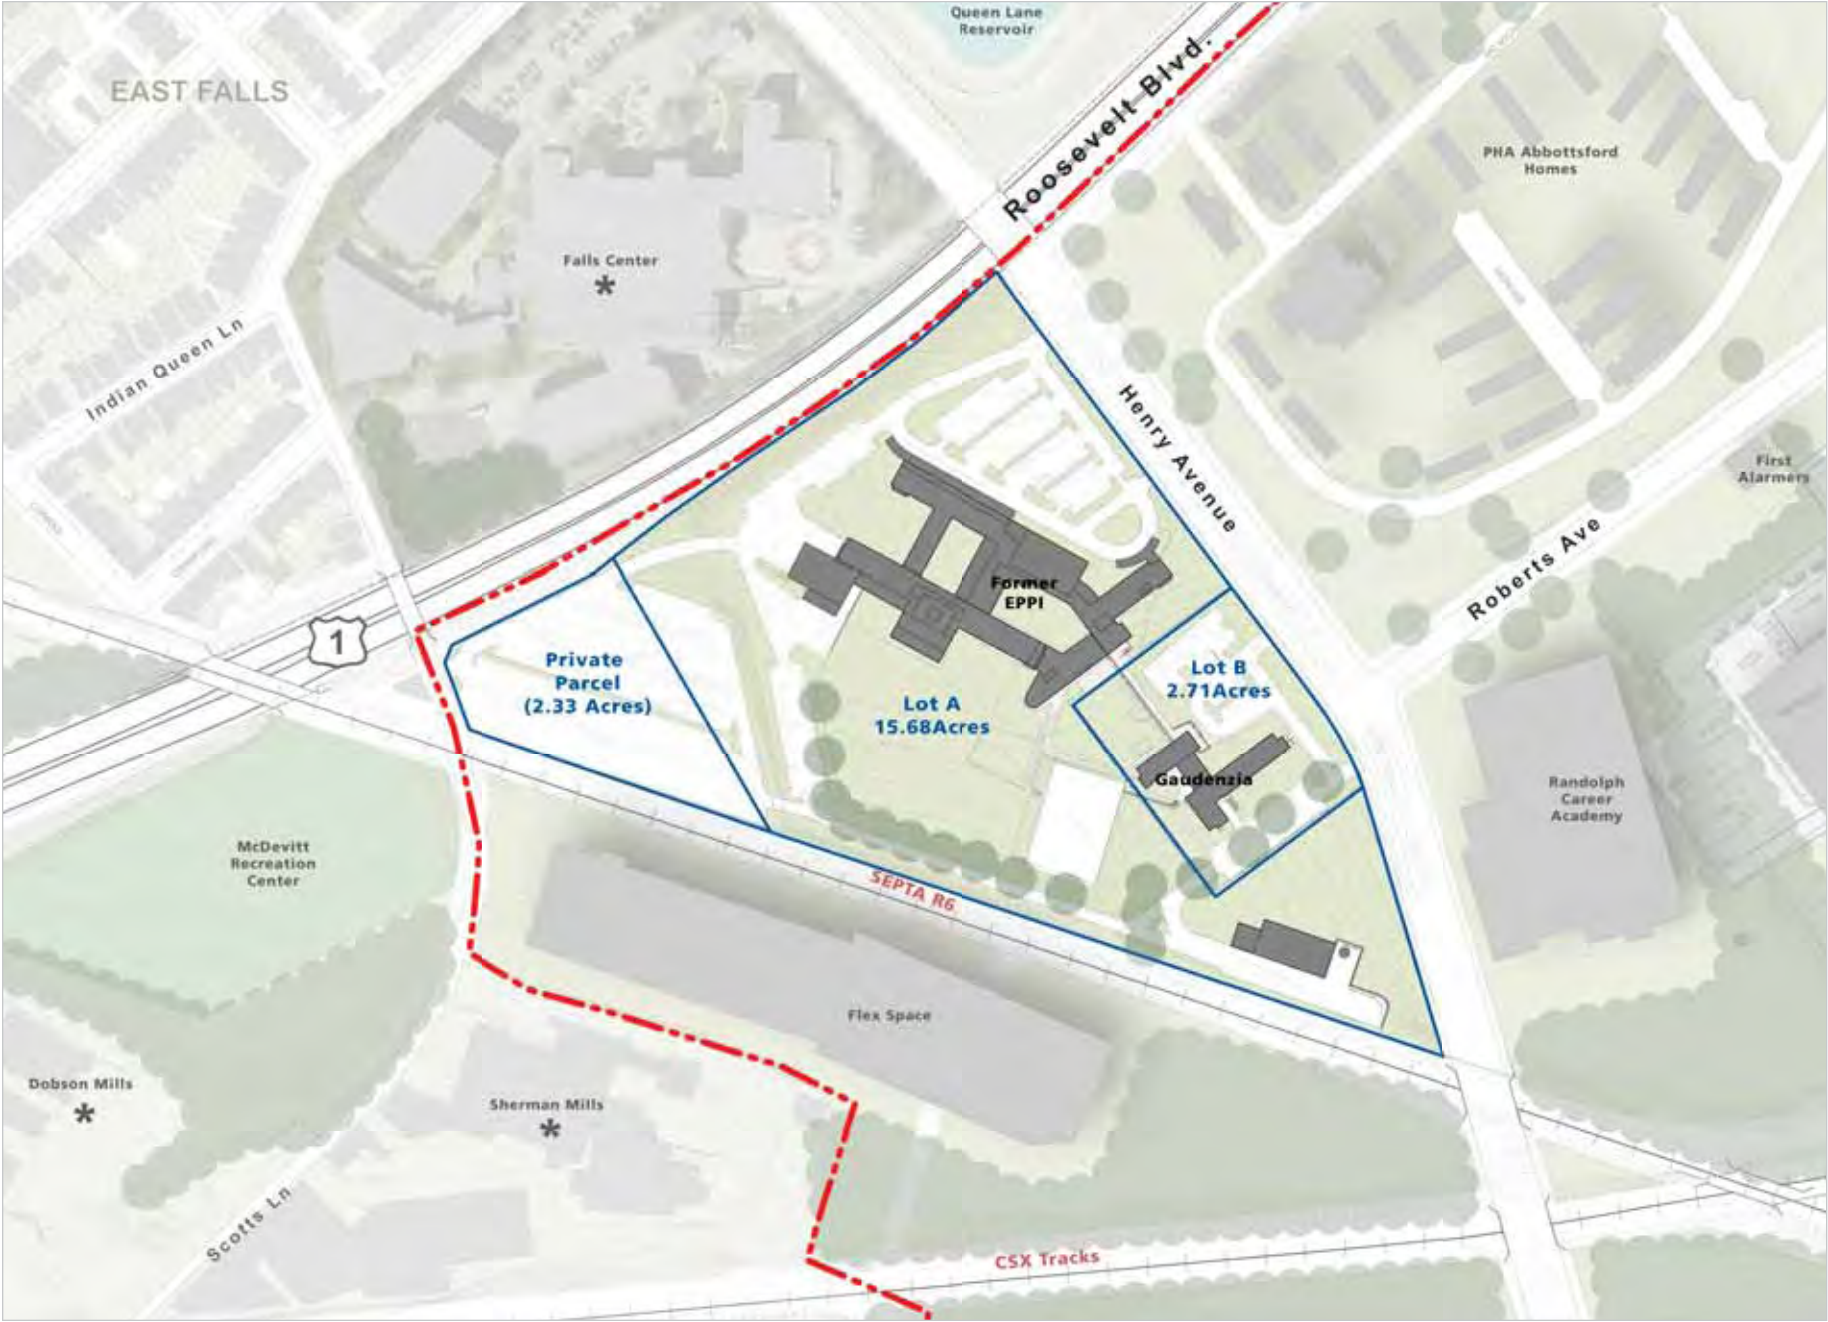 Queen Lane
Reservoir
EAST FALLS
Roosevelt Blvd.
PHA Abbottsford
Homes
Falls Center
*
Indian Queen Ln
Henry Avenue
First
Alarmers
Roberts Ave
Former
EPPI
1
Private
Parcel
(2.33 Acres)
Lot A
15.68Acres
Lot B
2.71Acres
Gaudenzia
Randolph
Career
Academy
McDevitt
Recreation
Center
SEPTA R6
Flex Space
Dobson Mills
*
Sherman Mills
*
Scotts Ln
CSX Tracks